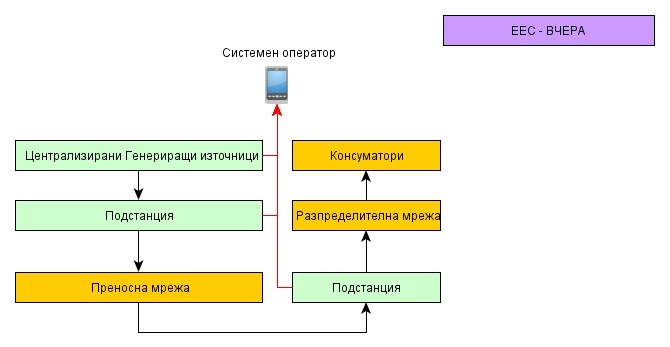 ЕЕС - ВЧЕРА
Системен оператор
Централизирани Генериращи източници
Консуматори
Подстанция
Разпределителна мрежа
Преносна мрежа
Подстанция